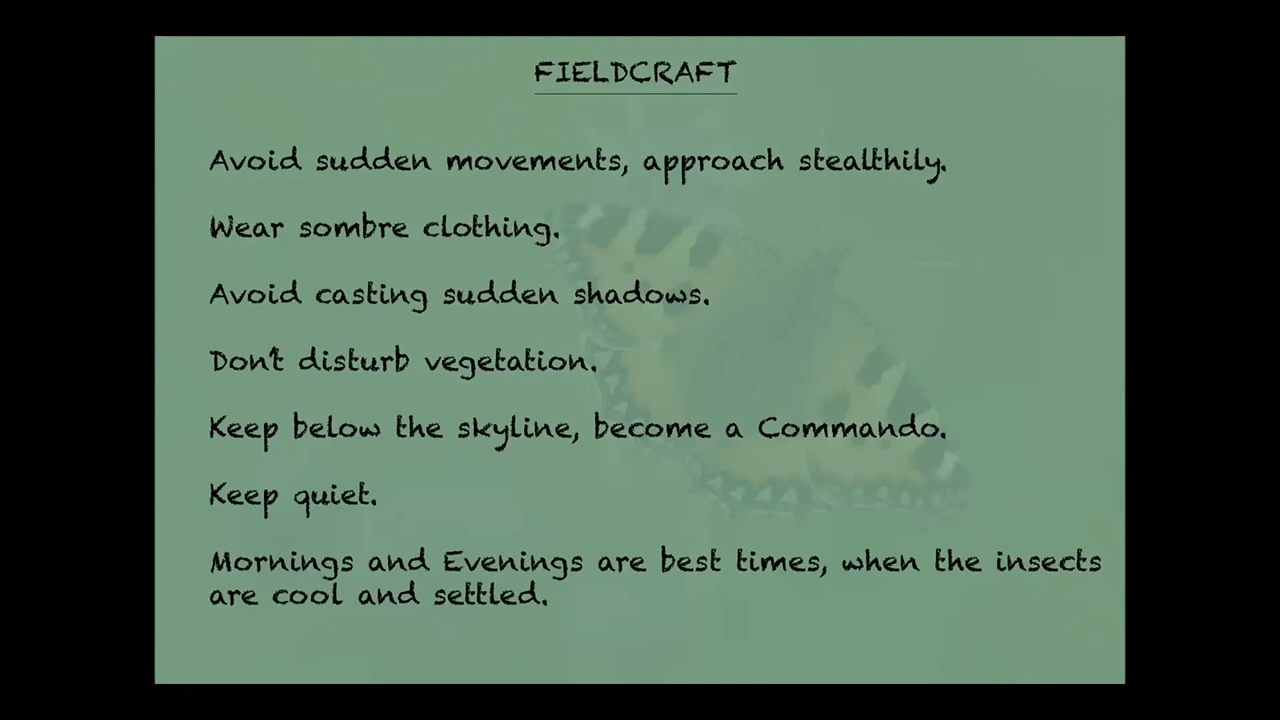 FIELDCRAFT
Avoid sudden movements, approach stealthily.
Wear sombre clothing.
Avoid casting sudden shadows.
Don't disturb vegetation.
Keep below the skyline, become a Commando.
Keep quiet.
Mornings and Evenings are best times, when the insects
are cool and settled.